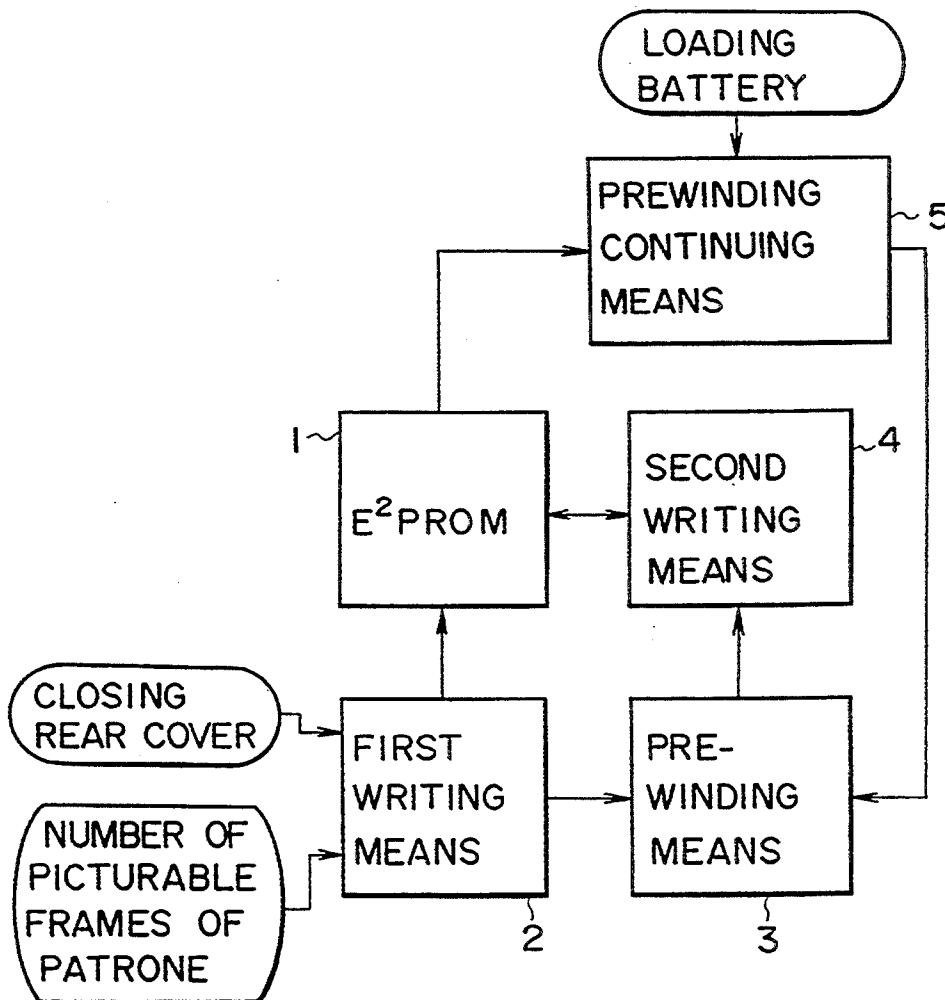 LOADING
BATTERY
PREWINDING
CONTINUING
MEANS
5
1
E²PROM
SECOND
WRITING
MEANS
4
CLOSING
REAR COVER
FIRST
WRITING
MEANS
2
PRE-
WINDING
MEANS
3
NUMBER OF
PICTURABLE
FRAMES OF
PATRONE